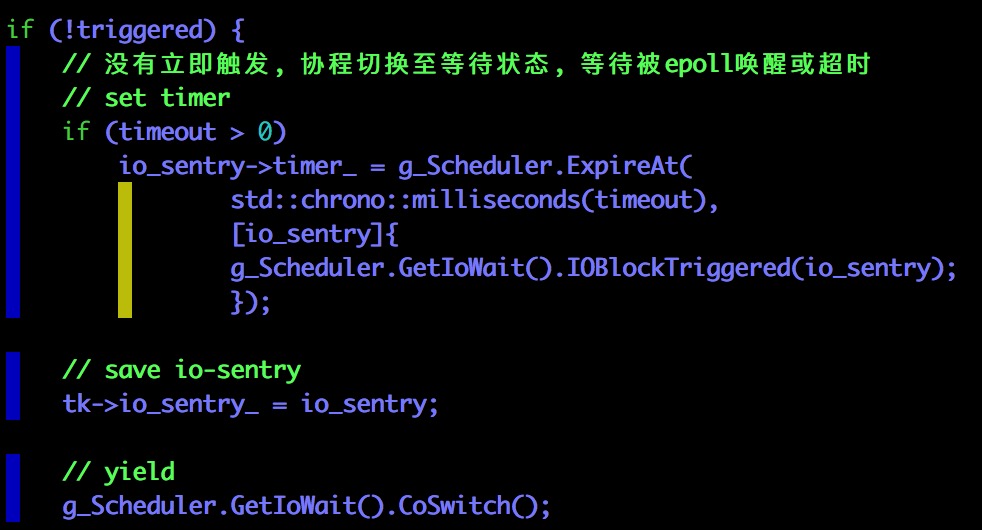 if (!triggered) {
// 没有立即触发, 协程切换至等待状态, 等待被epoll唤醒或超时
// set timer
if (timeout > 0)
io_sentry->timer_ = g_Scheduler.ExpireAt(
std::chrono::milliseconds(timeout),
[io_sentry]{
g_Scheduler.GetIoWait().IOBlockTriggered(io_sentry);
});
// save io-sentry
tk->io_sentry_ = io_sentry;
// yield
g_Scheduler.GetIoWait().CoSwitch();